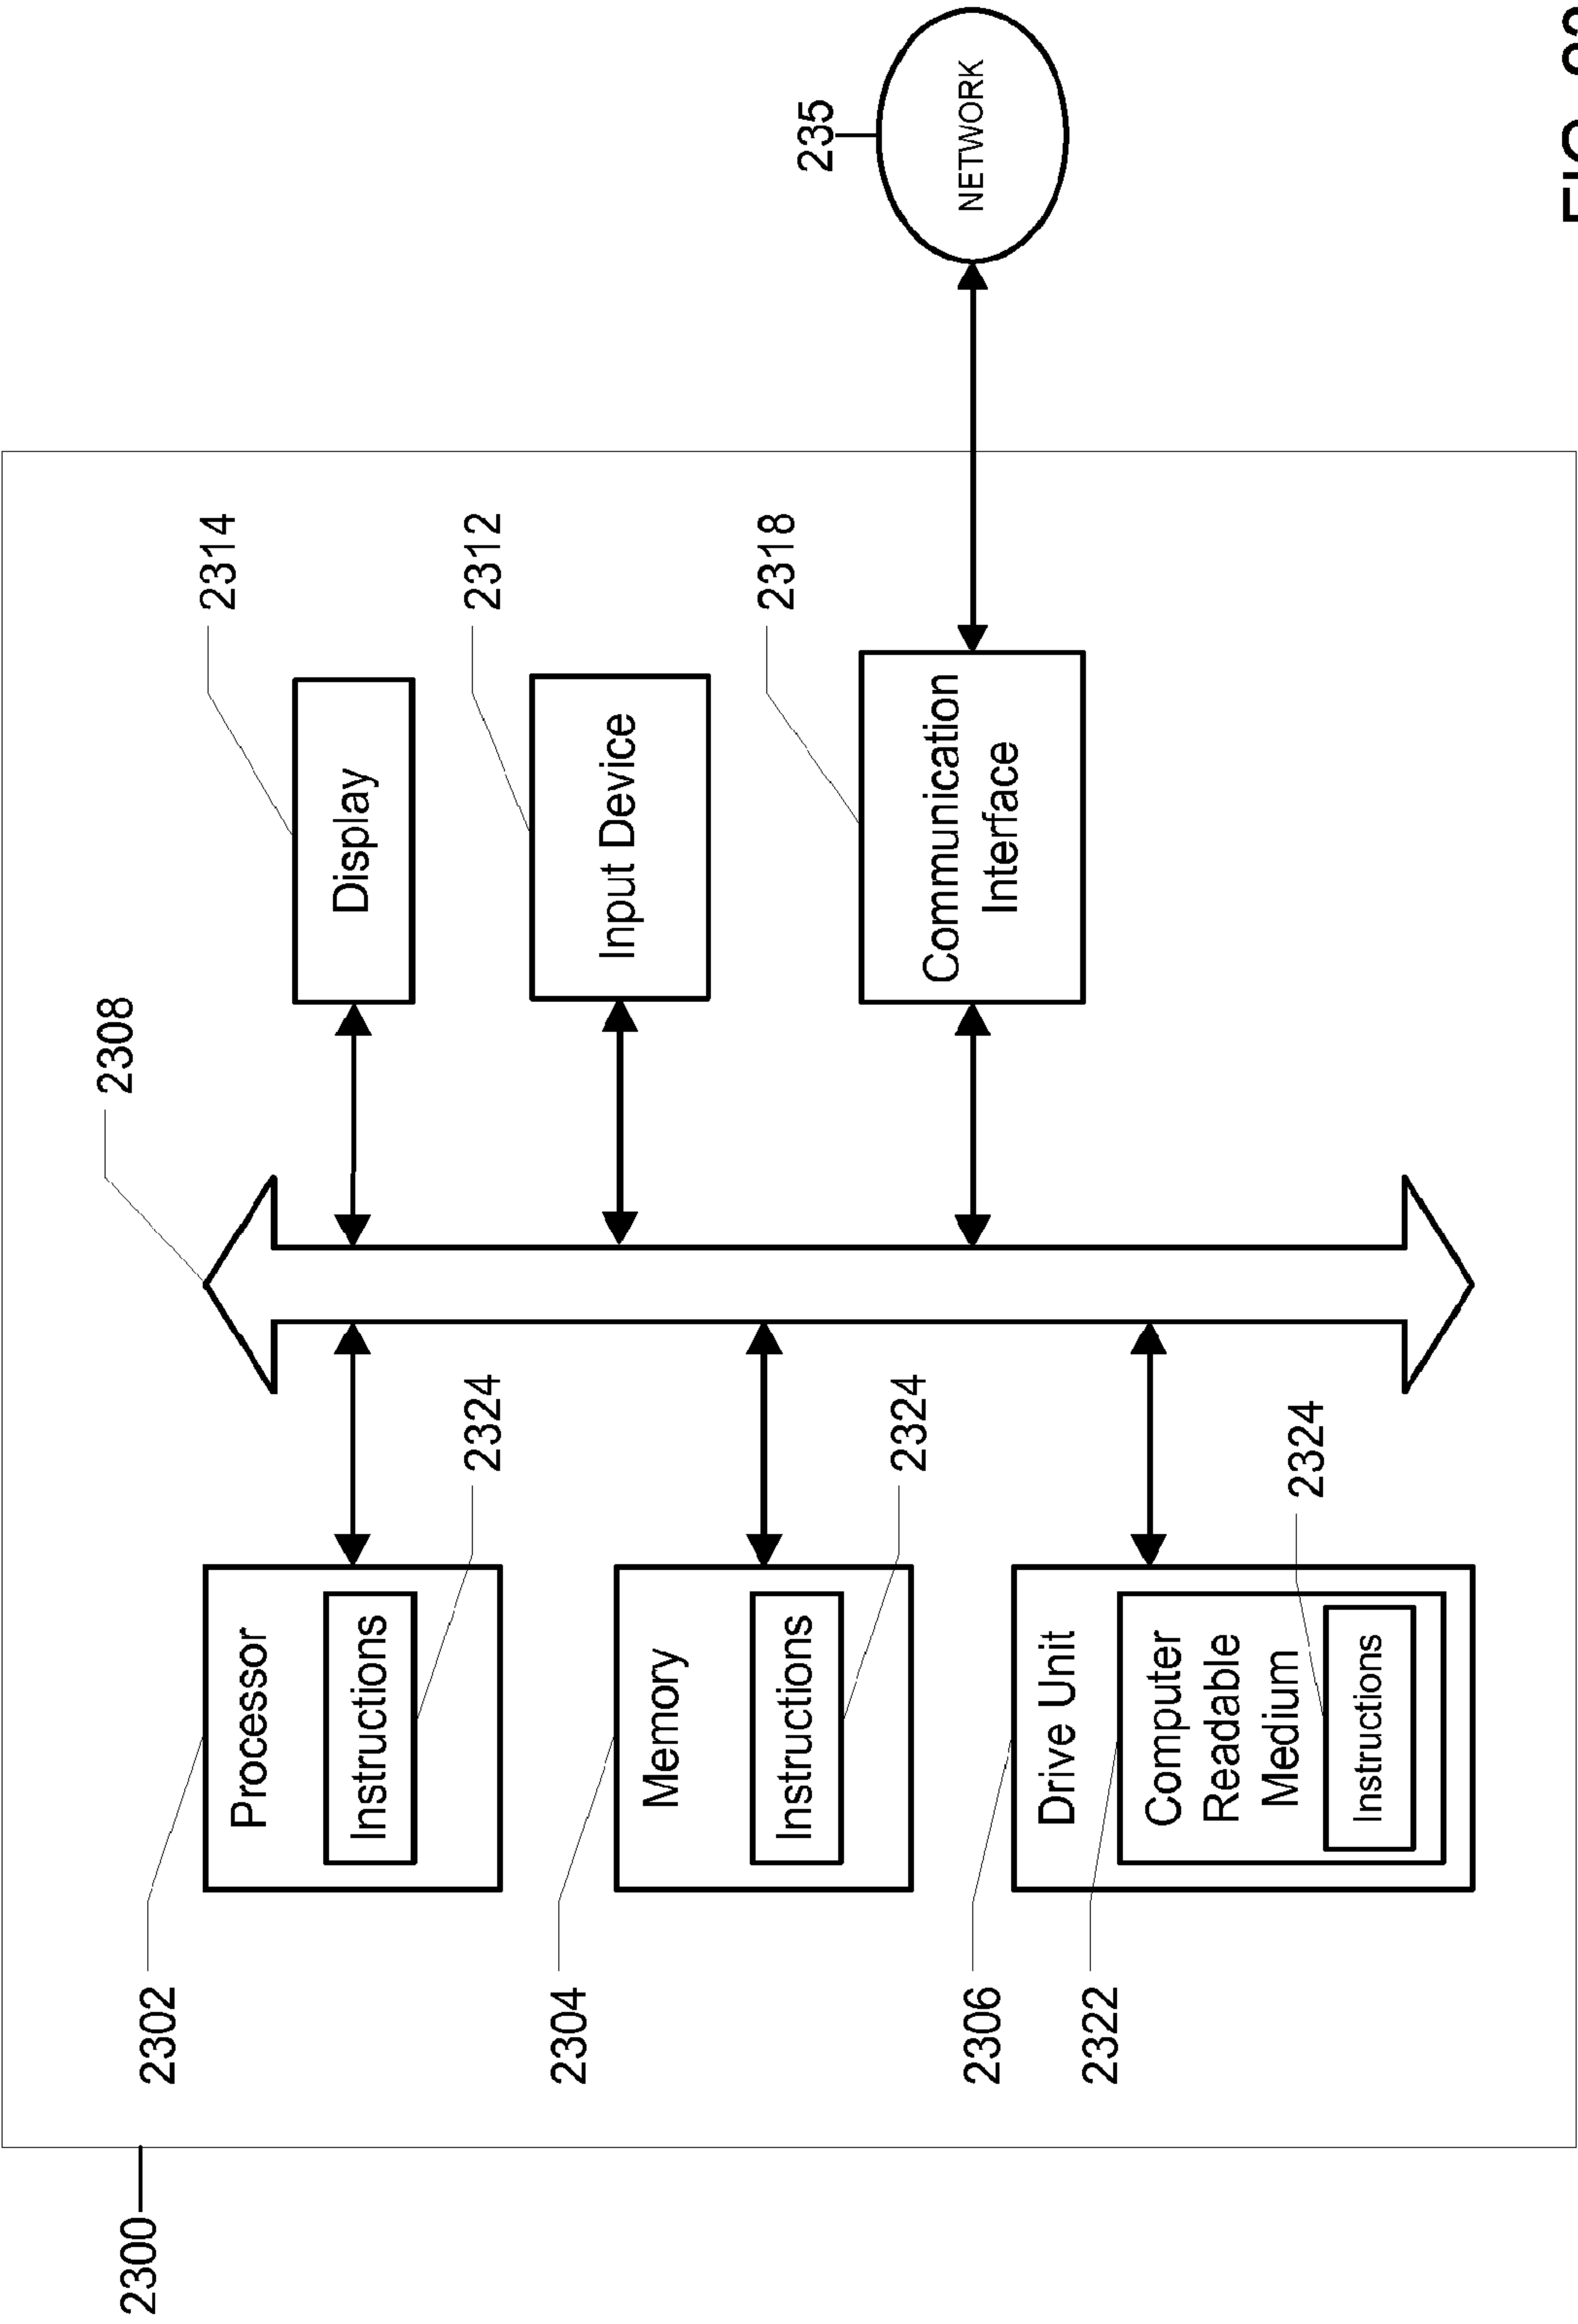 2300
2308
2302
Processor
Instructions
2324
Display
2314
2304
Memory
Instructions
2324
Input Device
2312
2306
2322
Drive Unit
Computer
Readable
Medium
Instructions
2324
Communication
Interface
2318
235
NETWORK